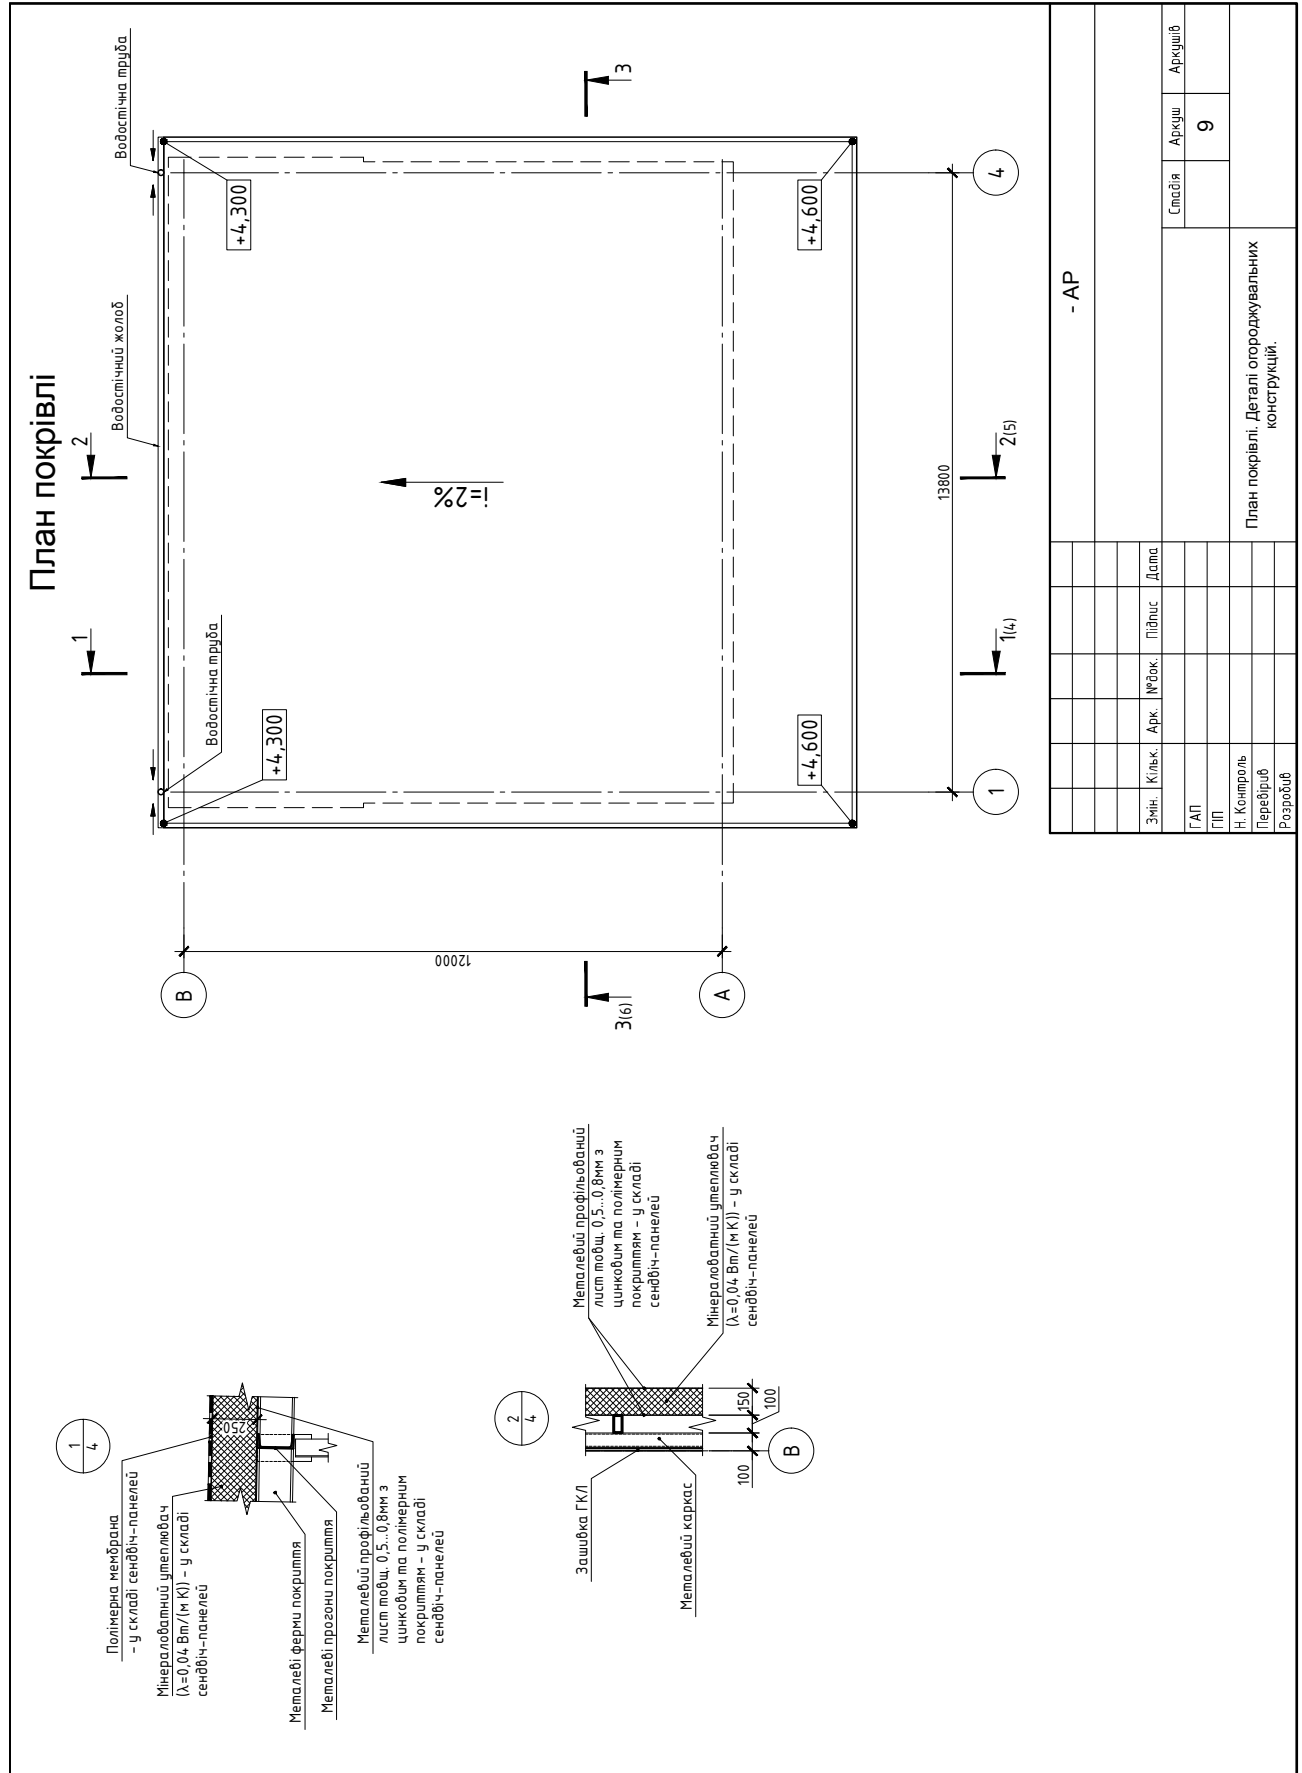 План покрівлі
1
2
Водостічна труба
Водостічний жолоб
Водостічна труба
+4,300
+4,300
i=2%
+4,600
+4,600
В
А
12000
3(6)
3
13800
1
4
1(4)
2(5)
1
4
Полімерна мембрана
- у складі сендвіч-панелей
Мінераловатний утеплювач
(λ=0,04 Вт/(м К)) - у складі
сендвіч-панелей
250
Металеві ферми покриття
Металеві прогони покриття
Металевий профільований
лист товщ. 0,5...0,8мм з
цинковим та полімерним
покриттям - у складі
сендвіч-панелей
2
4
Зашивка ГКЛ
Металевий каркас
Металевий профільований
лист товщ. 0,5...0,8мм з
цинковим та полімерним
покриттям - у складі
сендвіч-панелей
Мінераловатний утеплювач
(λ=0,04 Вт/(м К)) - у складі
сендвіч-панелей
100
150
100
В
- АР
Змін. Кільк. Арк. №док. Підпис Дата
ГАП
ГІП
Н. Контроль
Перевірив
Розробив
Стадія Аркуш Аркушів
9
План покрівлі. Деталі огороджувальних
конструкцій.